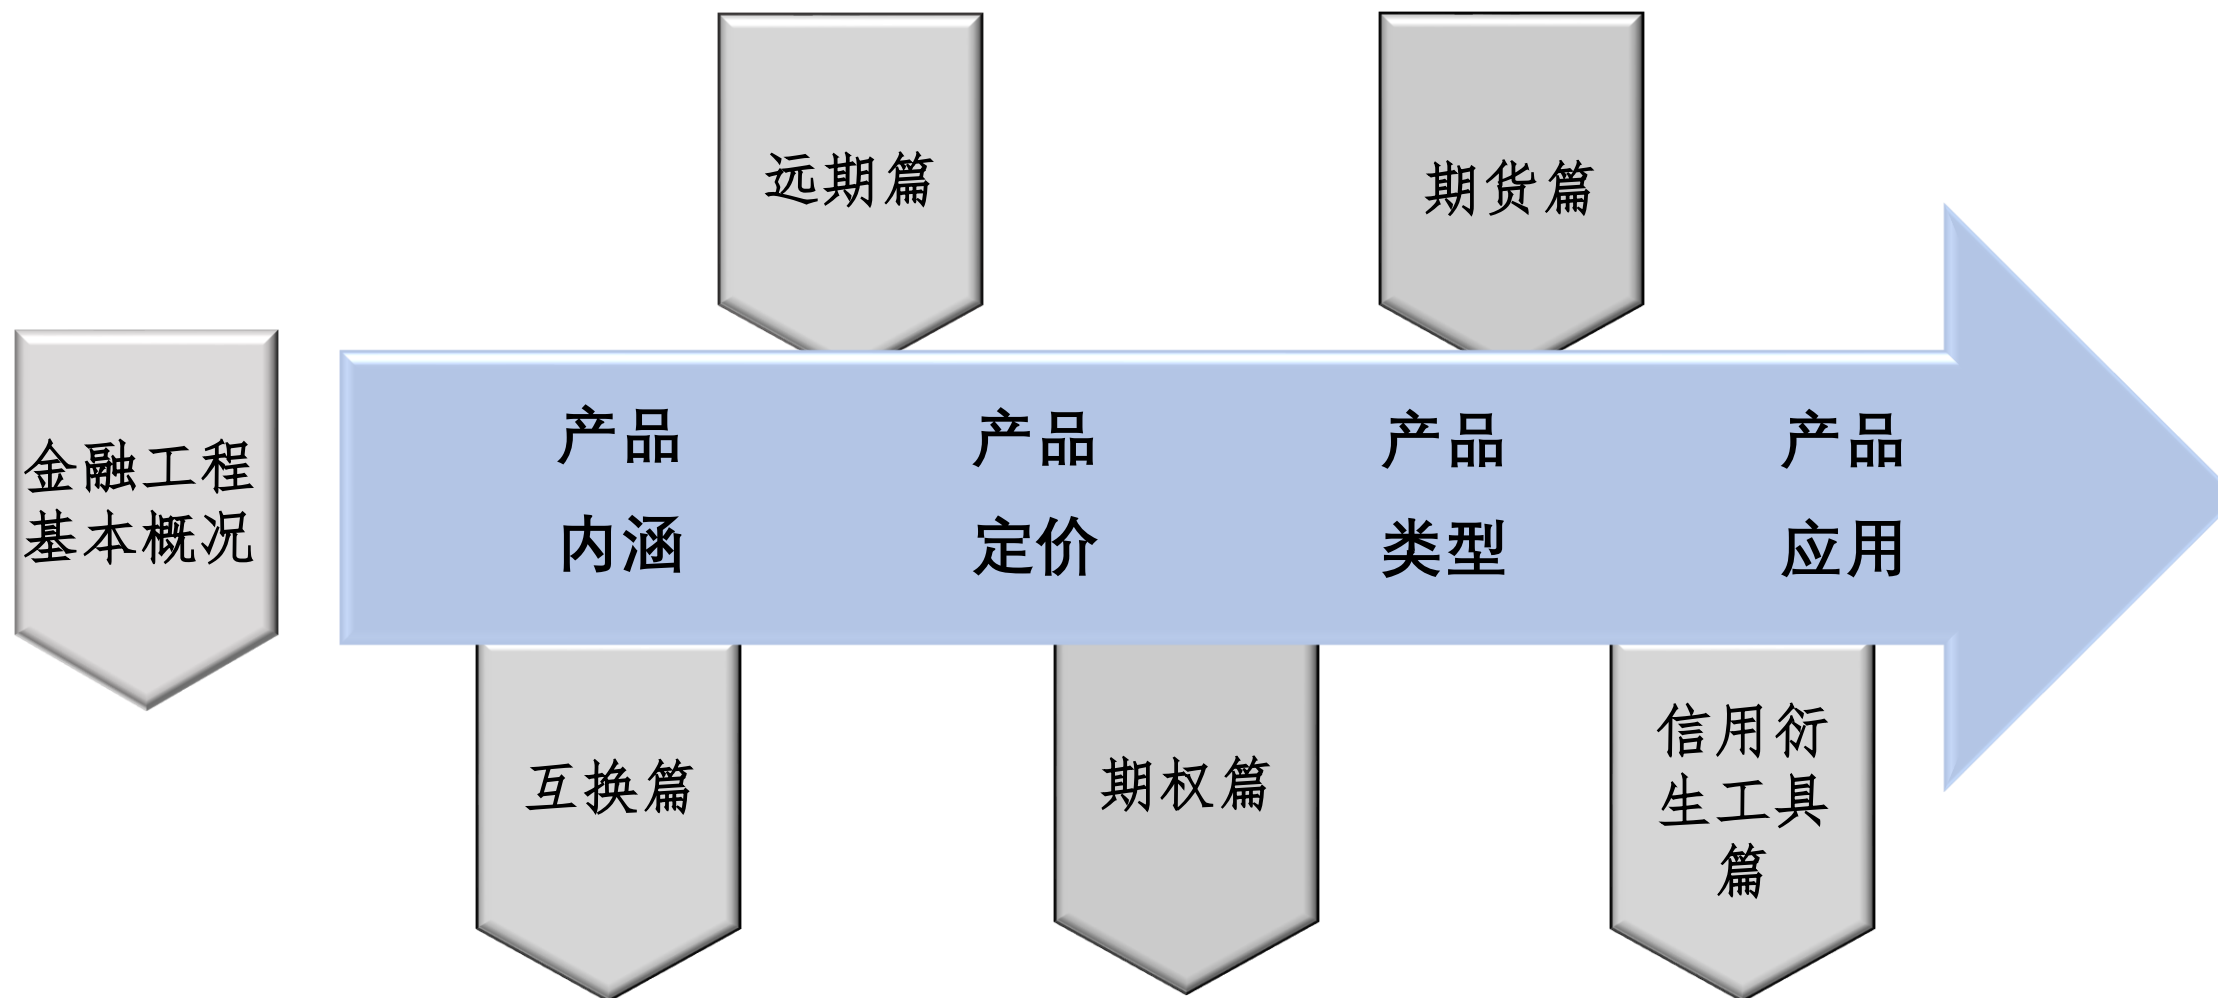 远期篇
期货篇
金融工程
基本概况
产品
内涵
产品
定价
产品
类型
产品
应用
互换篇
期权篇
信用衍
生工具
篇